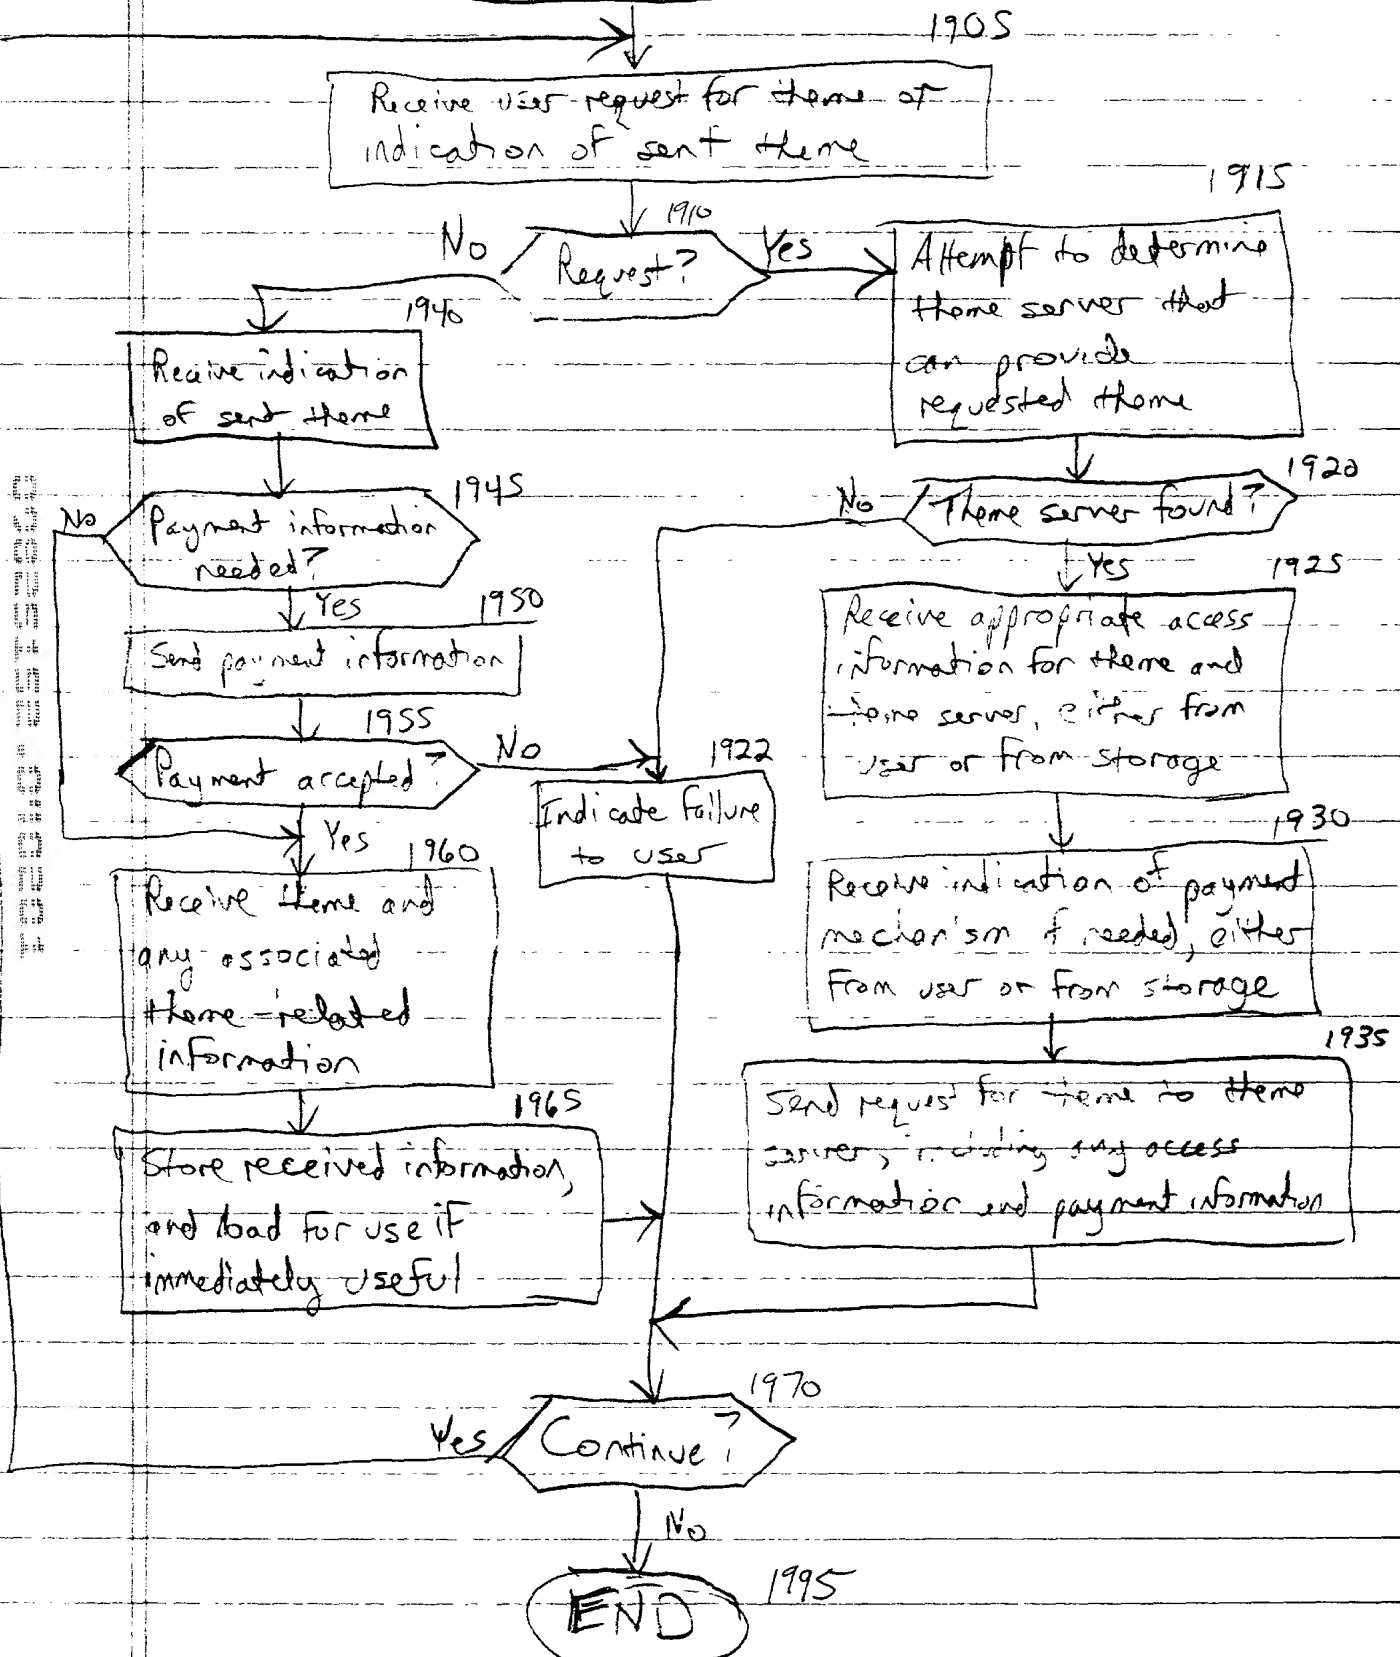 1905
Receive user request for theme or
indication of sent theme
1910
Request?
No
Yes
1915
Attempt to determine
theme server that
can provide
requested theme
1940
Receive indication
of sent theme
1920
Theme server found?
No
Yes
1945
Payment information
needed?
No
Yes
1925
Receive appropriate access
information for theme and
theme server, either from
user or from storage
1950
Send payment information
1955
Payment accepted?
No
Yes
1922
Indicate failure
to user
1930
Receive indication of payment
mechanism if needed, either
from user or from storage
1960
Receive theme and
any associated
theme-related
information
1935
Send request for theme to theme
server, including any access
information and payment information
1965
Store received information,
and load for use if
immediately useful
1970
Continue?
Yes
No
1995
END